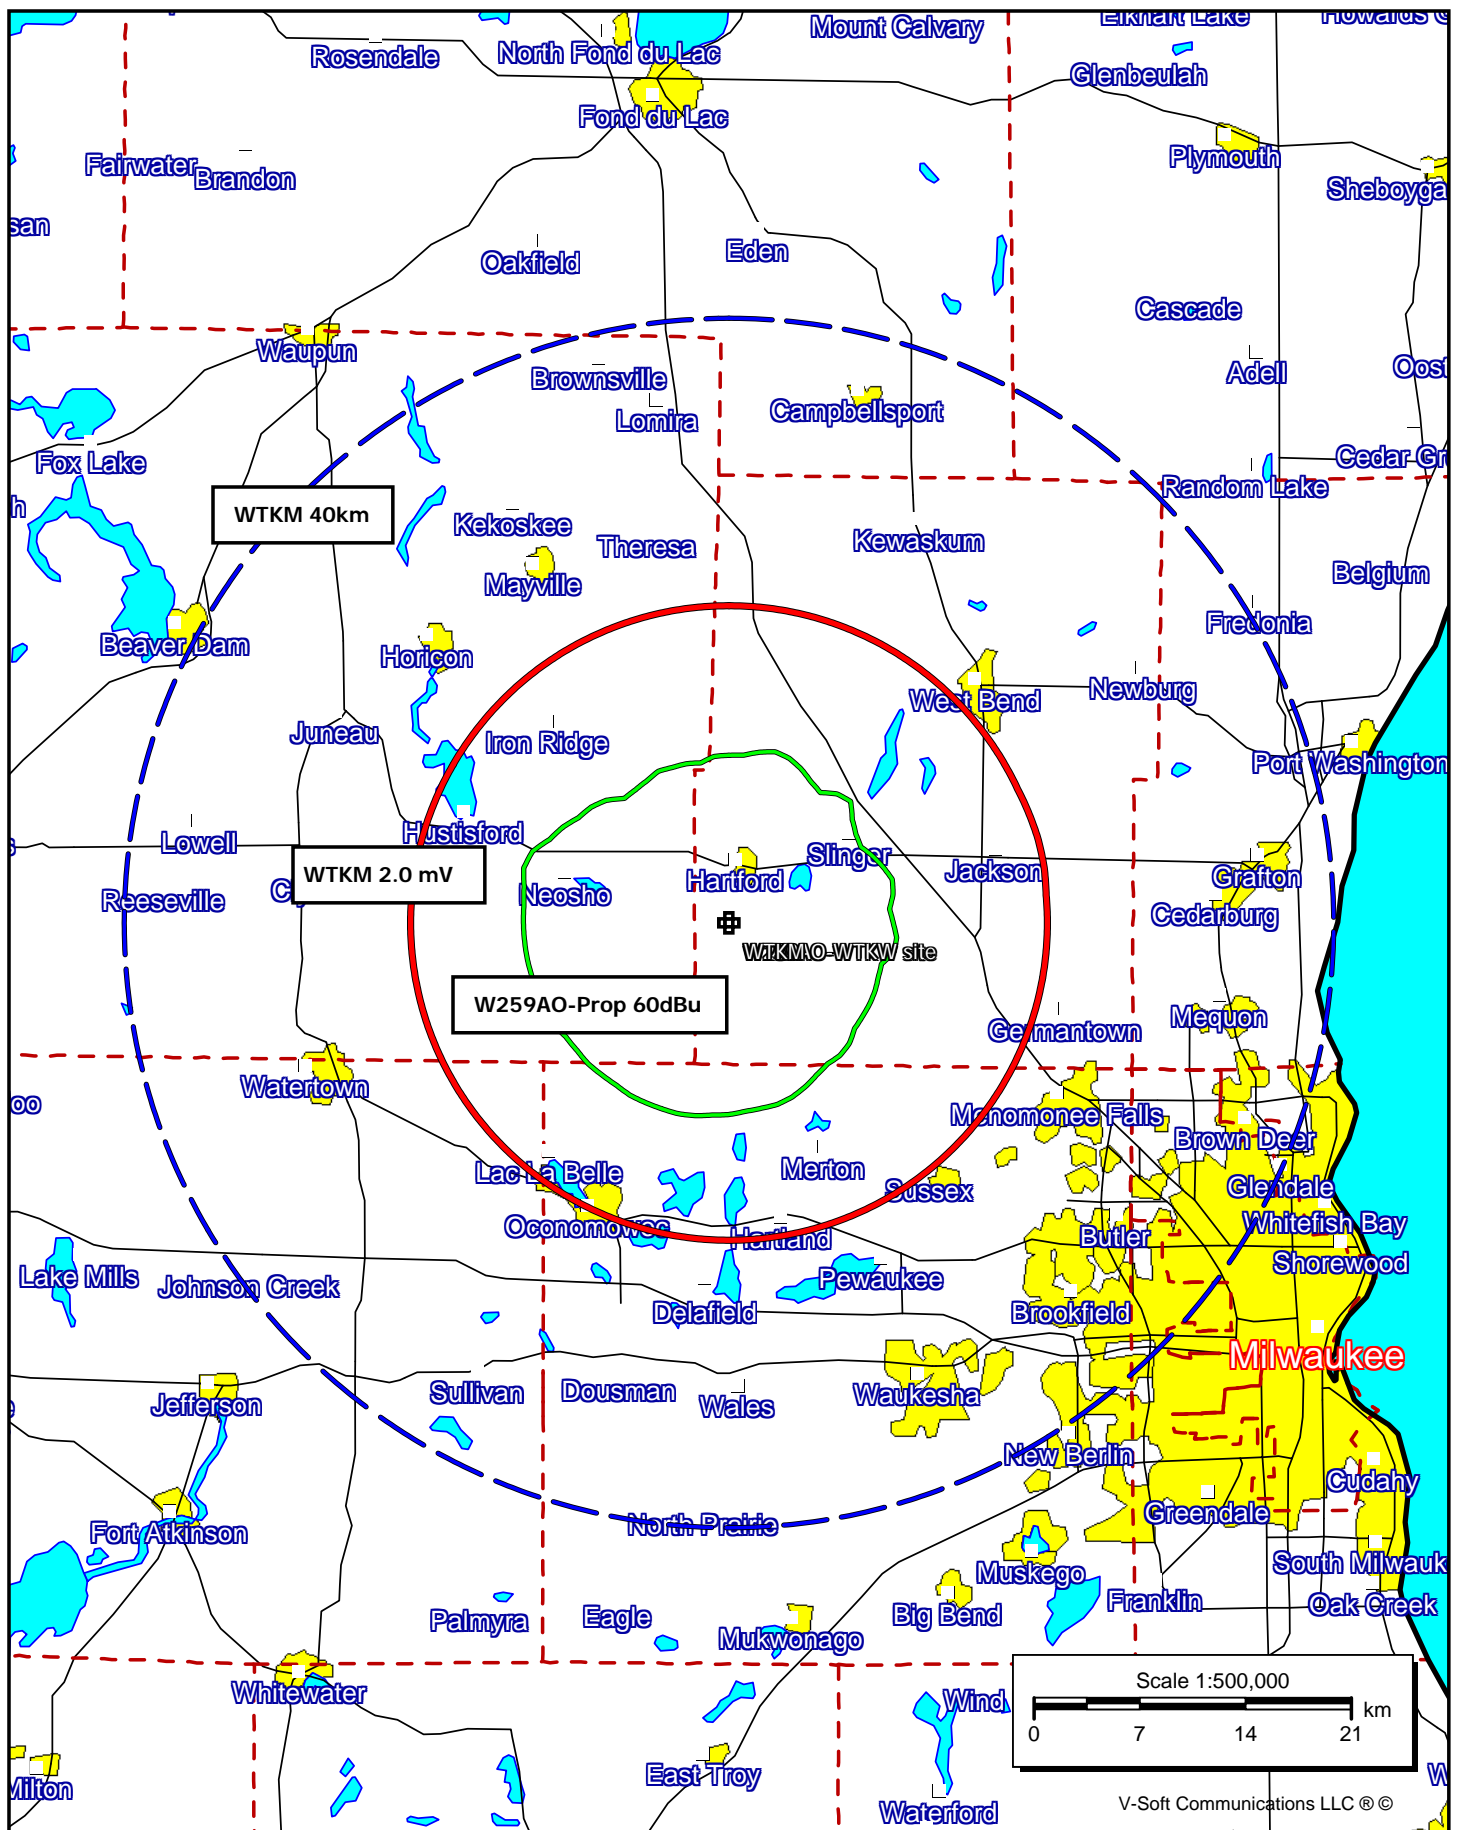 Mount Calvary
Elkhart Lake
Rosendale
North Fond du Lac
Glenbeulah
Fond du Lac
Plymouth
Fairwater
Brandon
Sheboyga
san
Oakfield
Eden
Cascade
Waupun
Brownsville
Adell
Oost
Lomira
Campbellsport
Fox Lake
Cedar Gr
Random Lake
h
WTKM 40km
Kekoskee
Theresa
Kewaskum
Mayville
Belgium
Fredonia
Beaver Dam
Horicon
West Bend
Newburg
Juneau
Iron Ridge
Port Washington
Hustisford
Lowell
Slinger
WTKM 2.0 mV
Hartford
Jackson
Grafton
Reeseville
Neosho
Cedarburg
WTKW site
W259AO-Prop 60dBu
Mequon
Germantown
Watertown
oo
Menomonee Falls
Brown Deer
Lac La Belle
Merton
Sussex
Glendale
Oconomowoc
Hartland
Whitefish Bay
Butler
Shorewood
Lake Mills
Johnson Creek
Pewaukee
Delafield
Brookfield
Milwaukee
Jefferson
Sullivan
Dousman
Wales
Waukesha
New Berlin
Cudahy
Greendale
Fort Atkinson
North Prairie
South Milwauk
Muskego
Palmyra
Eagle
Big Bend
Franklin
Oak Creek
Mukwonago
Whitewater
Wind
Scale 1:500,000
km
0 7 14 21
East Troy
Milton
W
Waterford
V-Soft Communications LLC ® ©